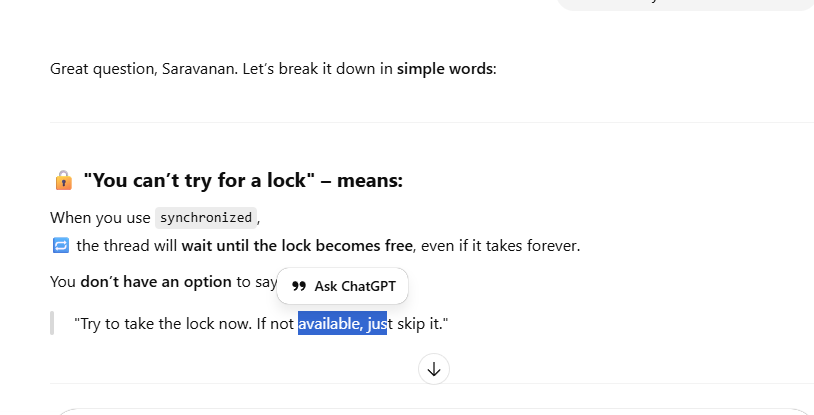 Great question, Saravanan. Let’s break it down in simple words:
🔒 "You can’t try for a lock" – means:
When you use synchronized,
🔁 the thread will wait until the lock becomes free, even if it takes forever.
You don’t have an option to say
Ask ChatGPT
"Try to take the lock now. If not available, just skip it."